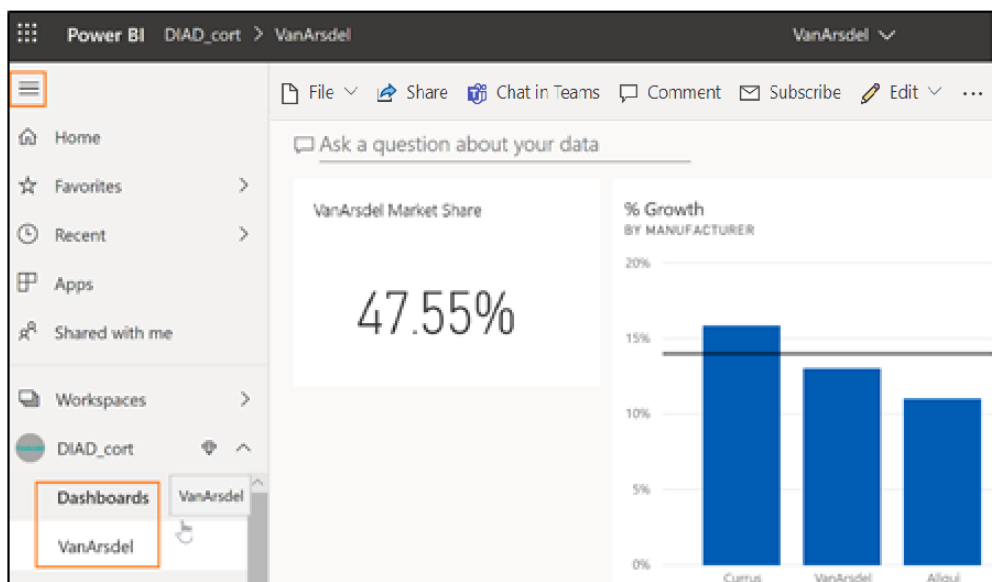 Power BI DIAD_cort > VanArsdel
VanArsdel
File Share Chat in Teams Comment Subscribe Edit ...
Home
Favorites
Recent
Apps
Shared with me
Workspaces
DIAD_cort
Dashboards
VanArsdel
VanArsdel
Ask a question about your data
VanArsdel Market Share
47.55%
% Growth
BY MANUFACTURER
20%
15%
10%
5%
0%
Currus VanArsdel Aliqui